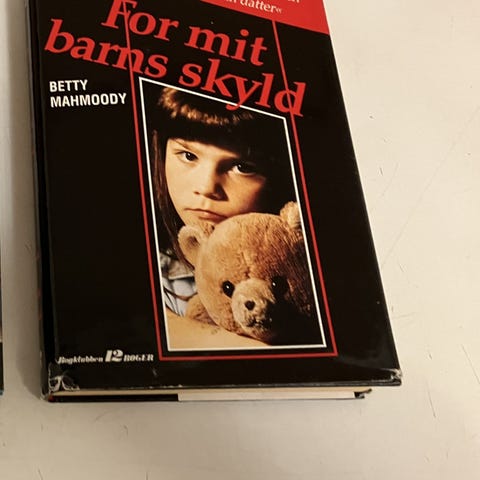 datter«
For mit
barns skyld
BETTY
MAHMOODY
Bogklubben 12 BØGER